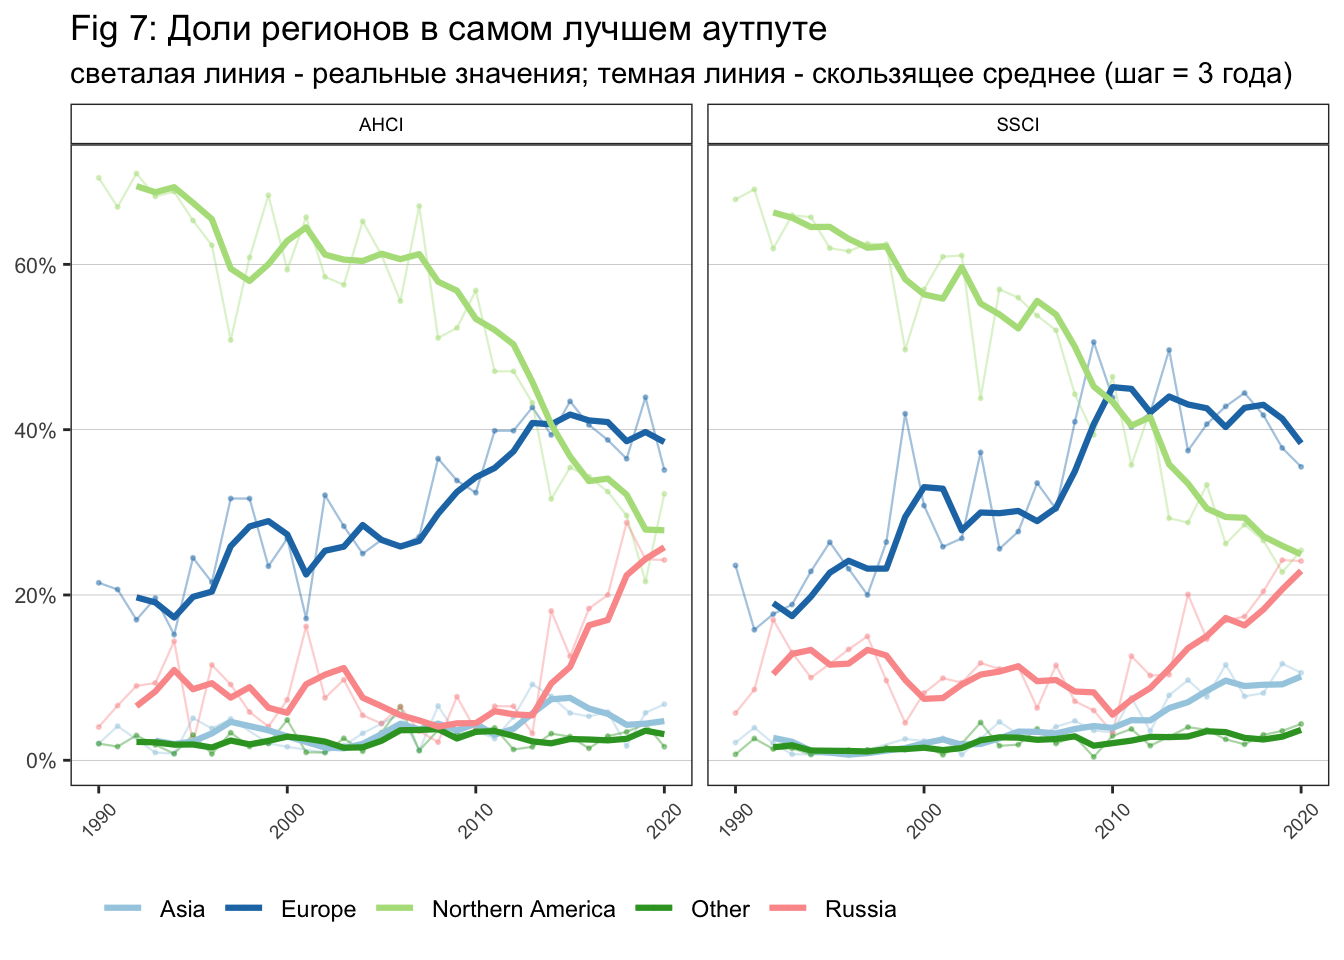 Fig 7: Доли регионов в самом лучшем аутпуте
светалая линия - реальные значения; темная линия - скользящее среднее (шаг = 3 года)
AHCI
SSCI
60%
40%
20%
0%
1990
2000
2010
2020
1990
2000
2010
2020
Asia
Europe
Northern America
Other
Russia